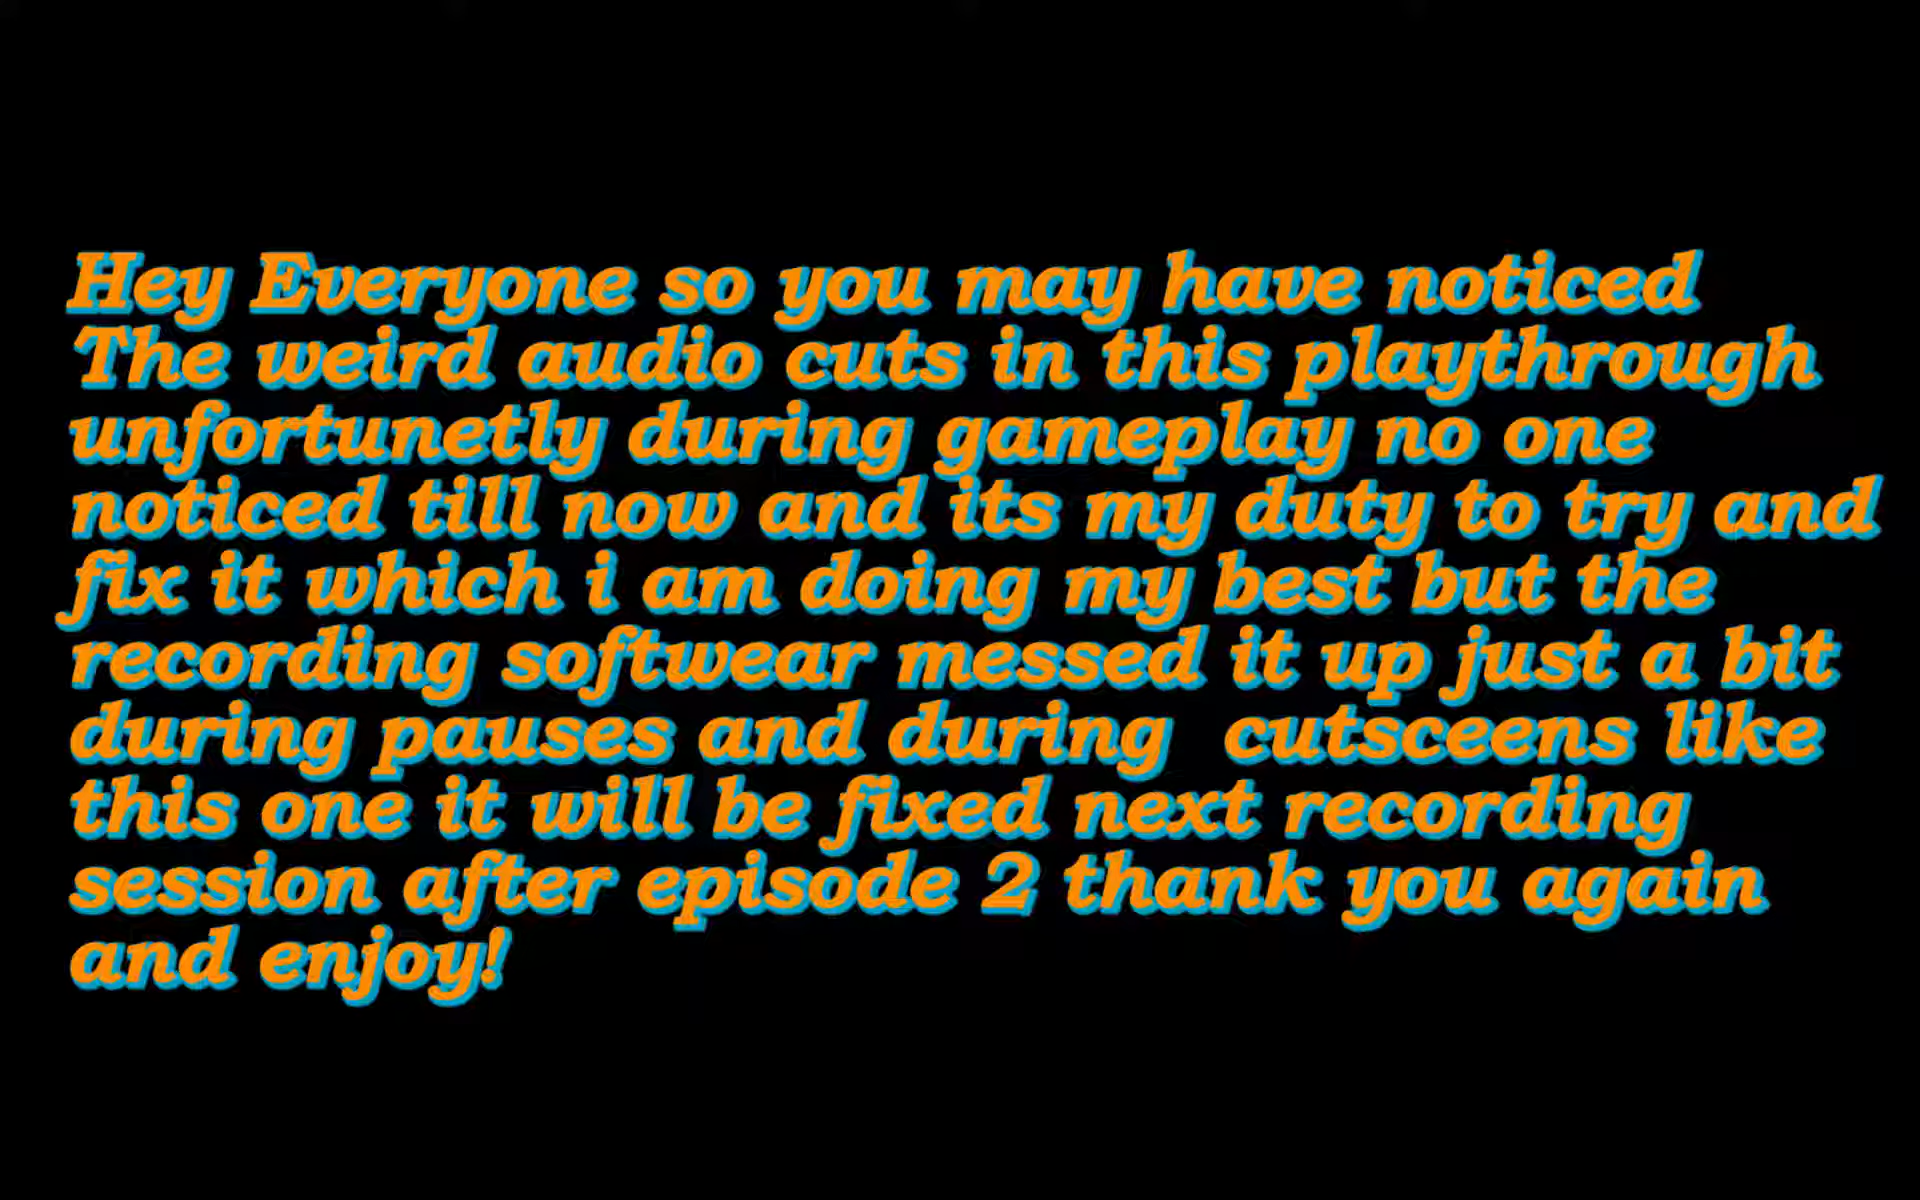 Hey Everyone so you may have noticed
The weird audio cuts in this playthrough
unfortunetly during gameplay no one
noticed till now and its my duty to try and
fix it which i am doing my best but the
recording softwear messed it up just a bit
during pauses and during  cutsceens like
this one it will be fixed next recording
session after episode 2 thank you again
and enjoy!